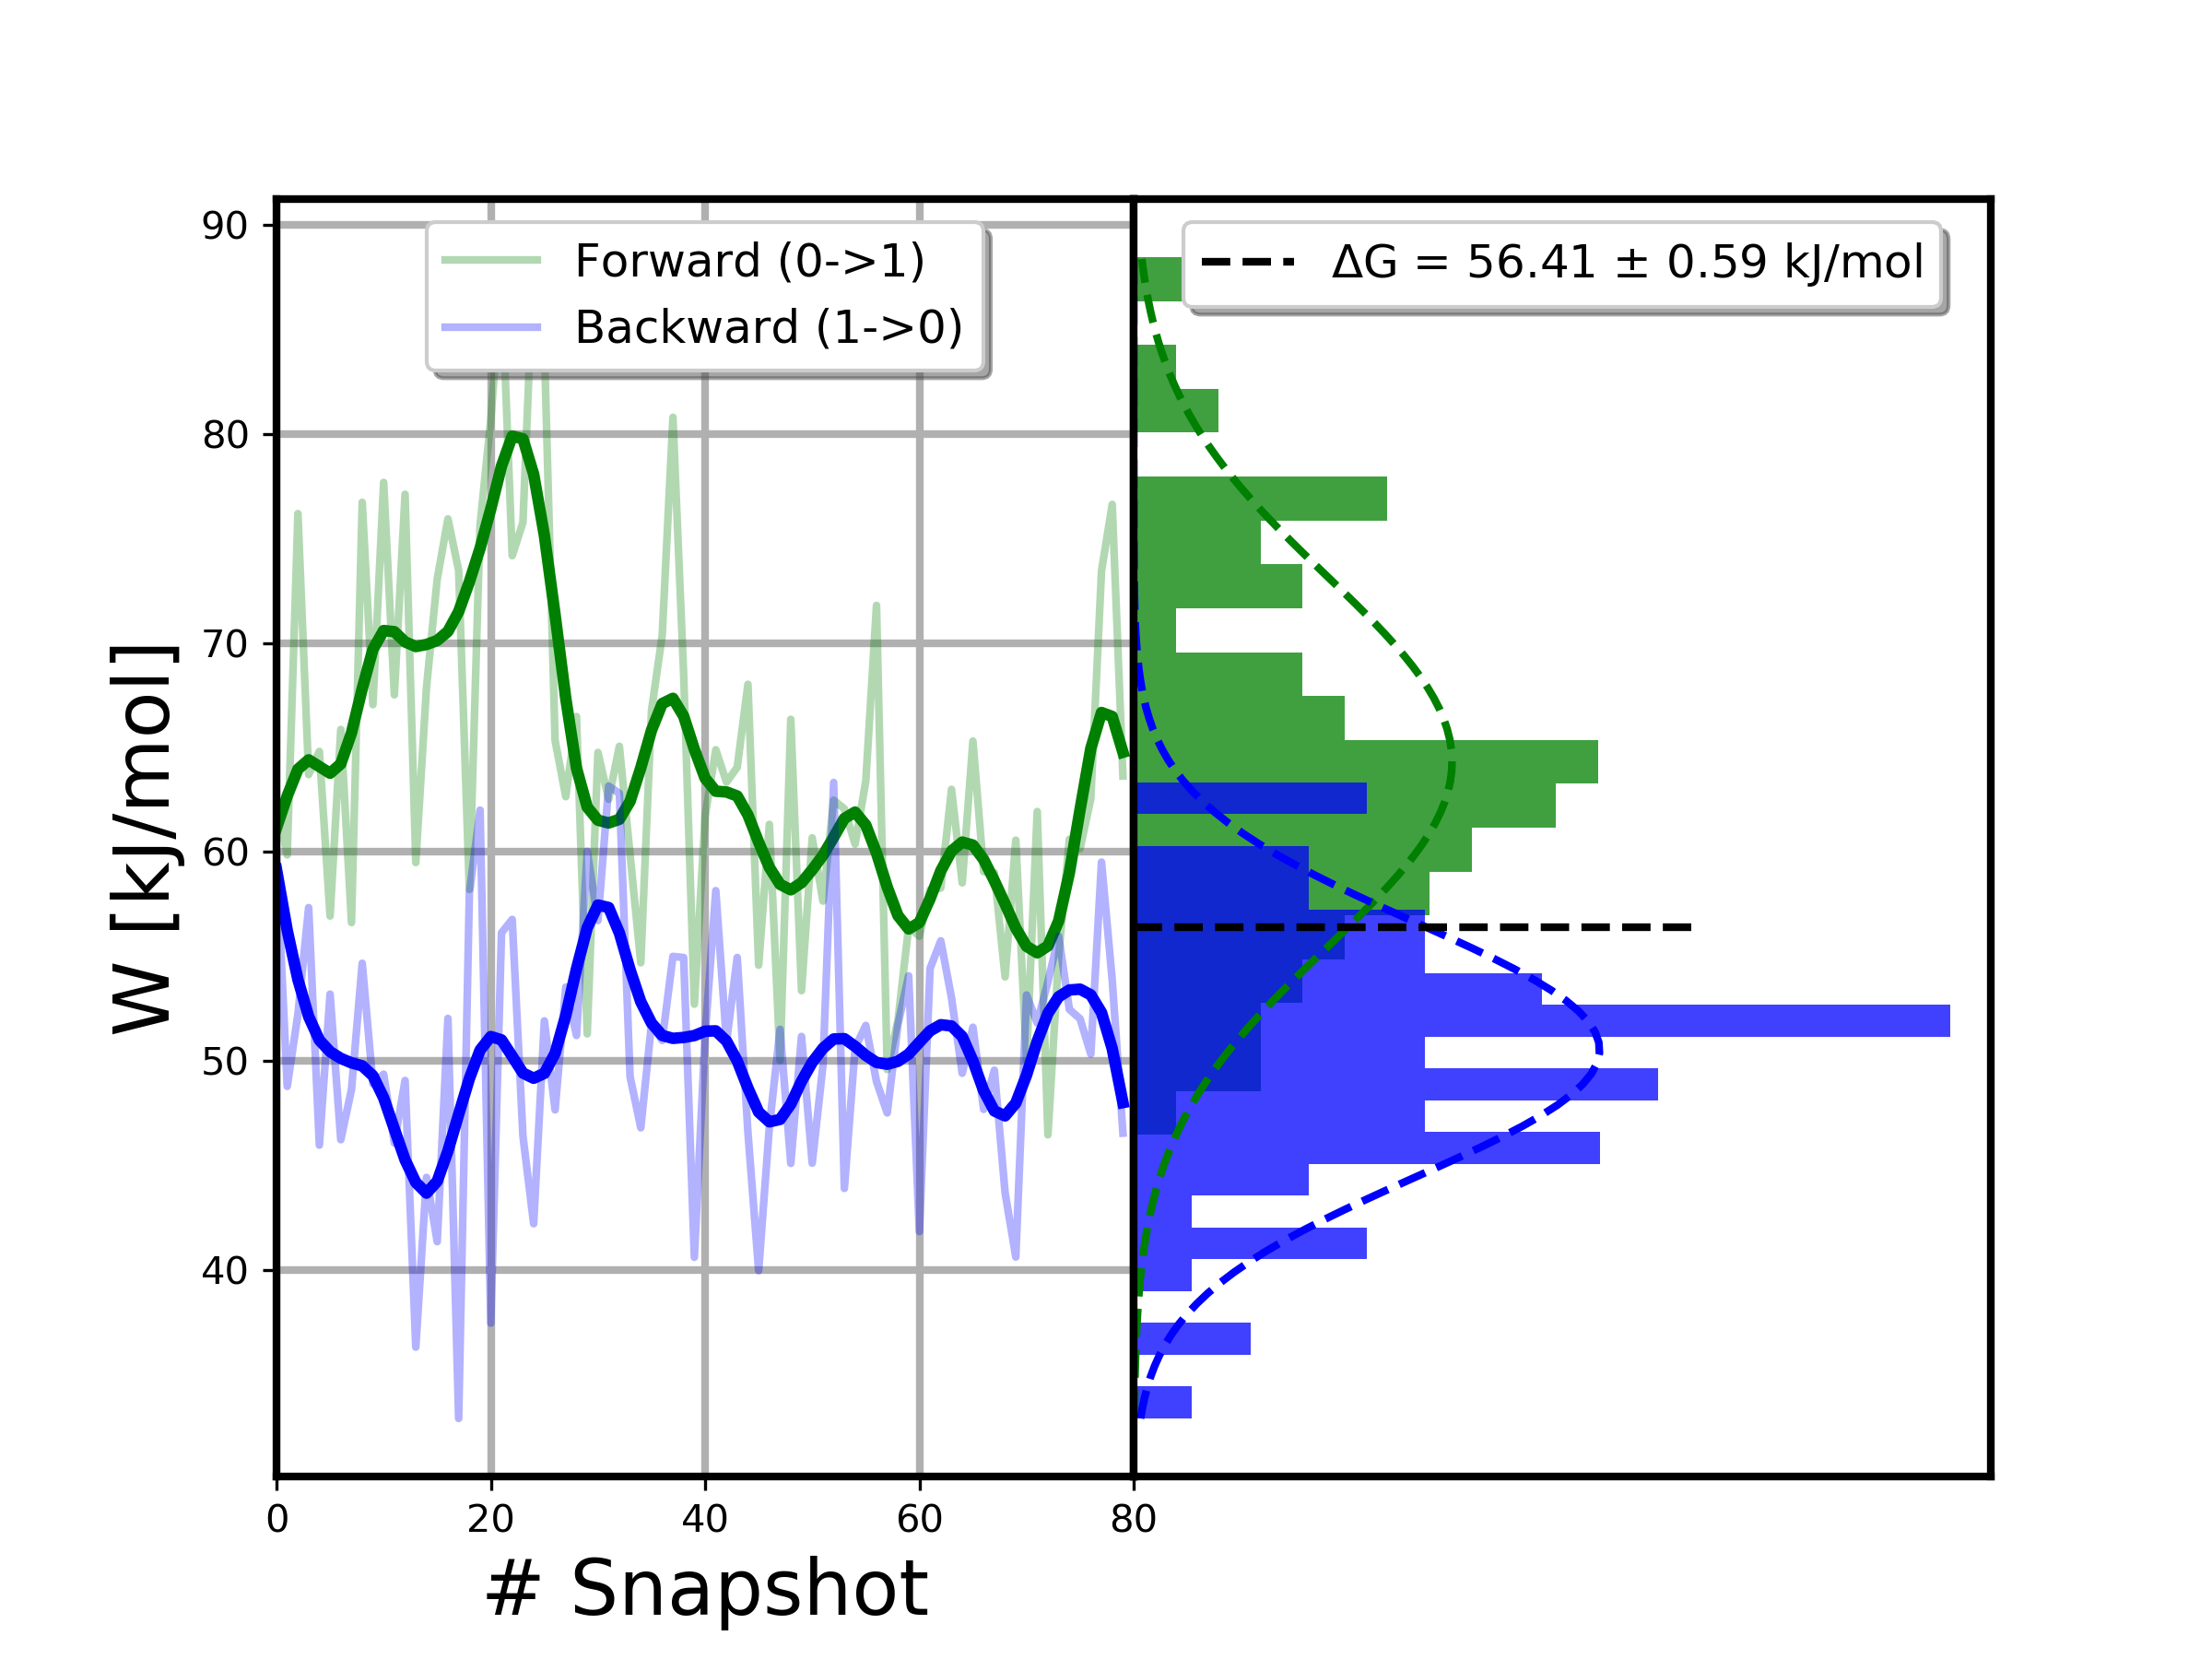 Forward (0->1)
Backward (1->0)
ΔG = 56.41 ± 0.59 kJ/mol
W [kJ/mol]
90
80
70
60
50
40
0 20 40 60 80
# Snapshot